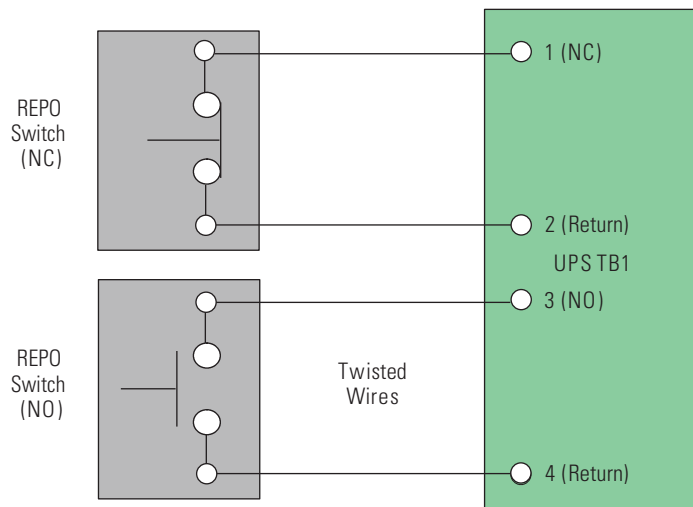 REPO
Switch
(NC)
1 (NC)
2 (Return)
UPS TB1
3 (NO)
REPO
Switch
(NO)
Twisted
Wires
4 (Return)